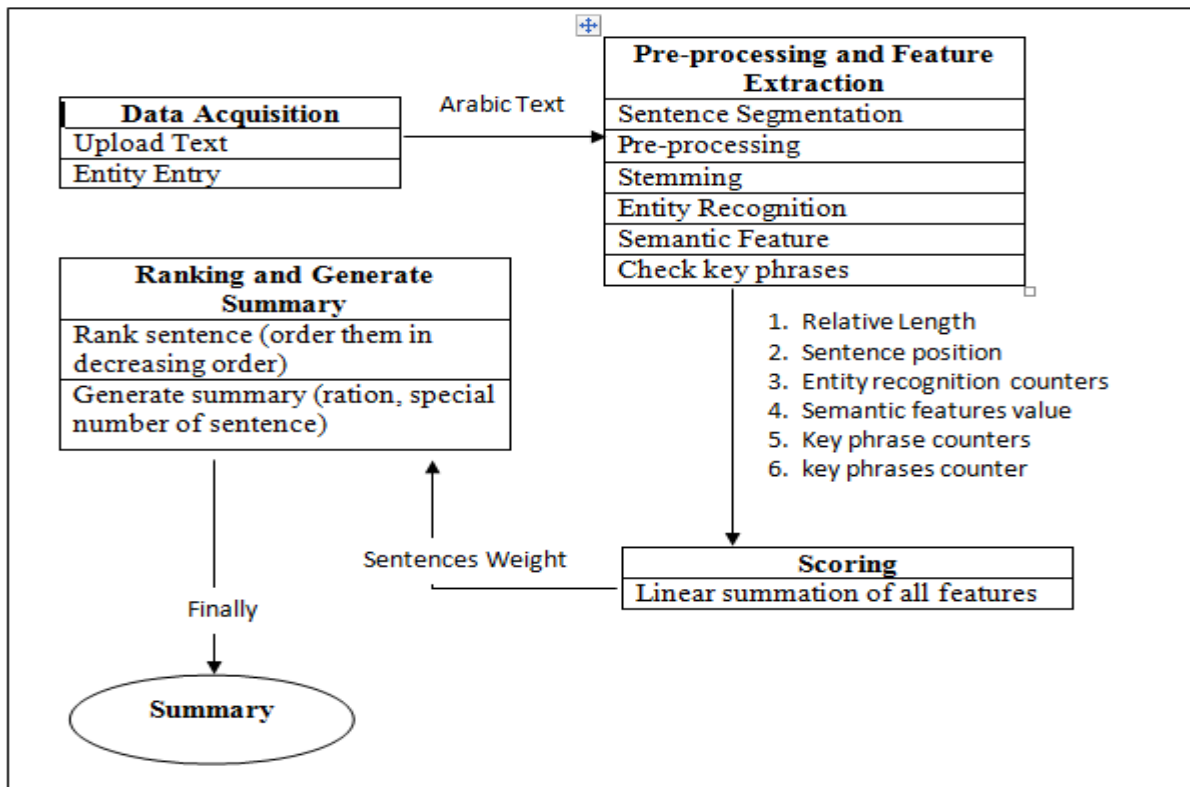 Data Acquisition
Upload Text
Entity Entry
Arabic Text
Pre-processing and Feature
Extraction
Sentence Segmentation
Pre-processing
Stemming
Entity Recognition
Semantic Feature
Check key phrases
1. Relative Length
2. Sentence position
3. Entity recognition counters
4. Semantic features value
5. Key phrase counters
6. key phrases counter
Scoring
Linear summation of all features
Sentences Weight
Ranking and Generate
Summary
Rank sentence (order them in
decreasing order)
Generate summary (ration, special
number of sentence)
Finally
Summary